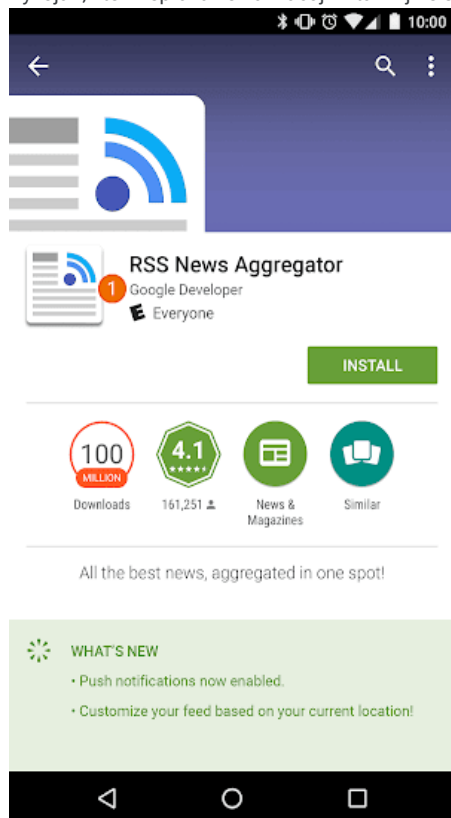 10:00
RSS News Aggregator
1
Google Developer
E Everyone
INSTALL
100
MILLION
4.1
Downloads
161,251
News &
Magazines
Similar
All the best news, aggregated in one spot!
WHAT'S NEW
• Push notifications now enabled.
• Customize your feed based on your current location!